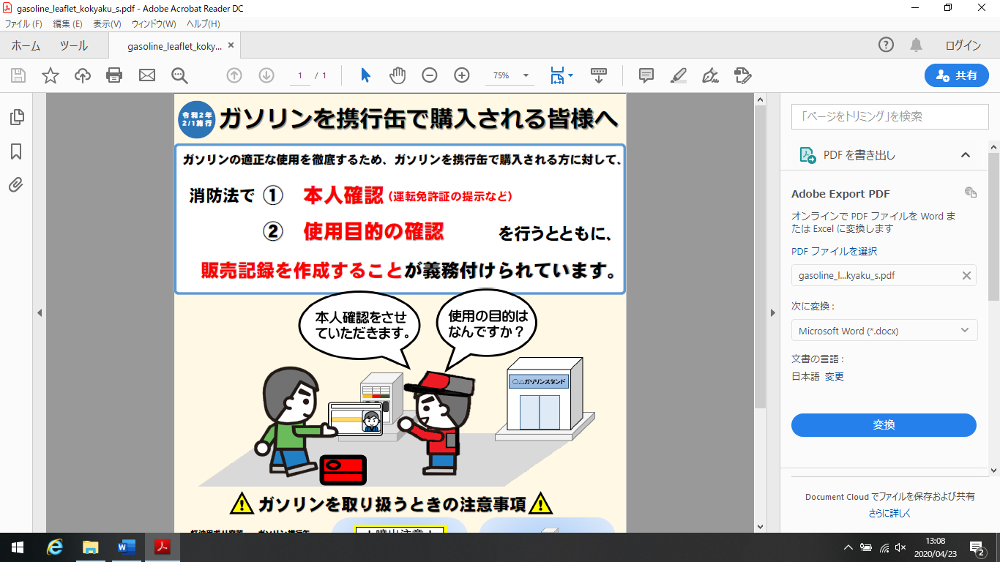 gasoline_leaflet_kokyaku_s.pdf - Adobe Acrobat Reader DC
ファイル(F) 編集(E) 表示(V) ウィンドウ(W) ヘルプ(H)
ホーム ツール gasoline_leaflet_koky... × ログイン
1 / 1 75% 共有
令和2年
2/1施行
ガソリンを携行缶で購入される皆様へ
ガソリンの適正な使用を徹底するため、ガソリンを携行缶で購入される方に対して、
消防法で ① 本人確認（運転免許証の提示など）
② 使用目的の確認 を行うとともに、
販売記録を作成することが義務付けられています。
本人確認をさせ
ていただきます。
使用の目的は
なんですか？
○△ガソリンスタンド
ガソリンを取り扱うときの注意事項
「ページをトリミング」を検索
PDF を書き出し
Adobe Export PDF
オンラインで PDF ファイルを Word ま
たは Excel に変換します
PDF ファイルを選択
gasoline_l...kyaku_s.pdf
次に変換 :
Microsoft Word (*.docx)
文書の言語 :
日本語 変更
変換
Document Cloud でファイルを保存および共有
さらに詳しく
13:08
2020/04/23
2